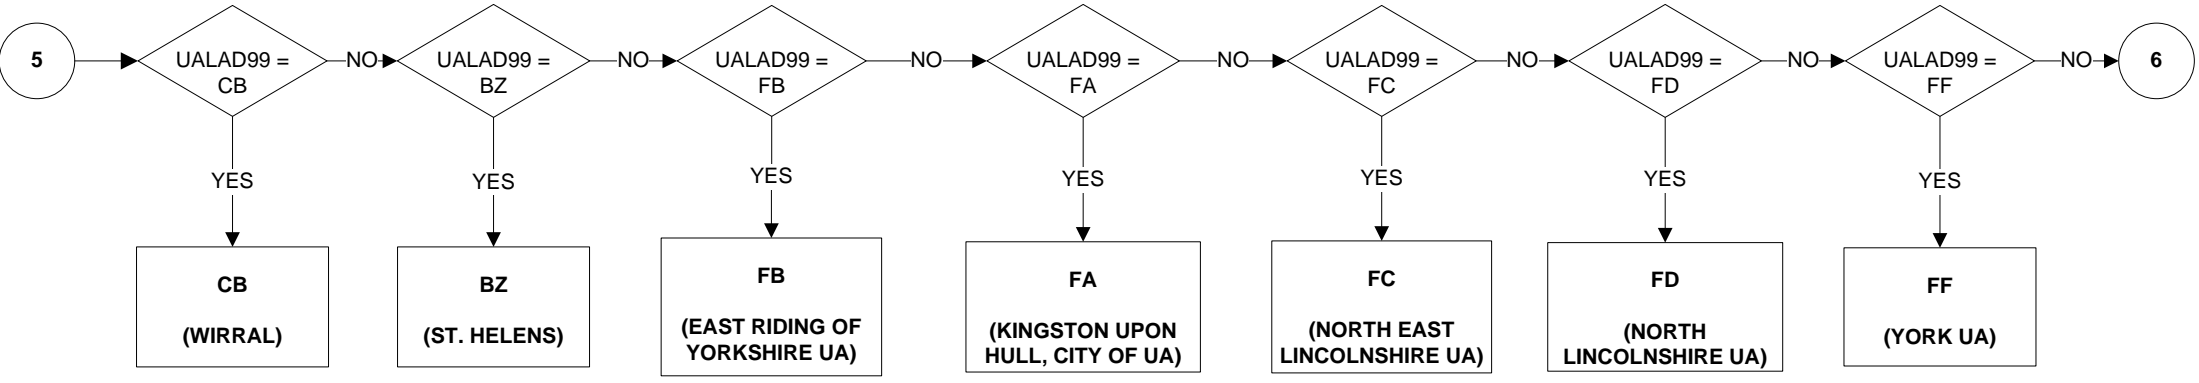 5
UALAD99 =
CB
NO
UALAD99 =
BZ
NO
UALAD99 =
FB
NO
UALAD99 =
FA
NO
UALAD99 =
FC
NO
UALAD99 =
FD
NO
UALAD99 =
FF
NO
6
YES
YES
YES
YES
YES
YES
YES
CB
(WIRRAL)
BZ
(ST. HELENS)
FB
(EAST RIDING OF
YORKSHIRE UA)
FA
(KINGSTON UPON
HULL, CITY OF UA)
FC
(NORTH EAST
LINCOLNSHIRE UA)
FD
(NORTH
LINCOLNSHIRE UA)
FF
(YORK UA)